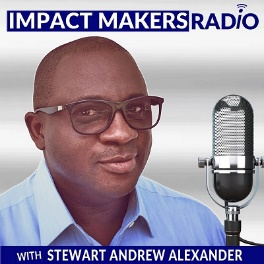 IMPACT MAKERS RADIO
WITH STEWART ANDREW ALEXANDER